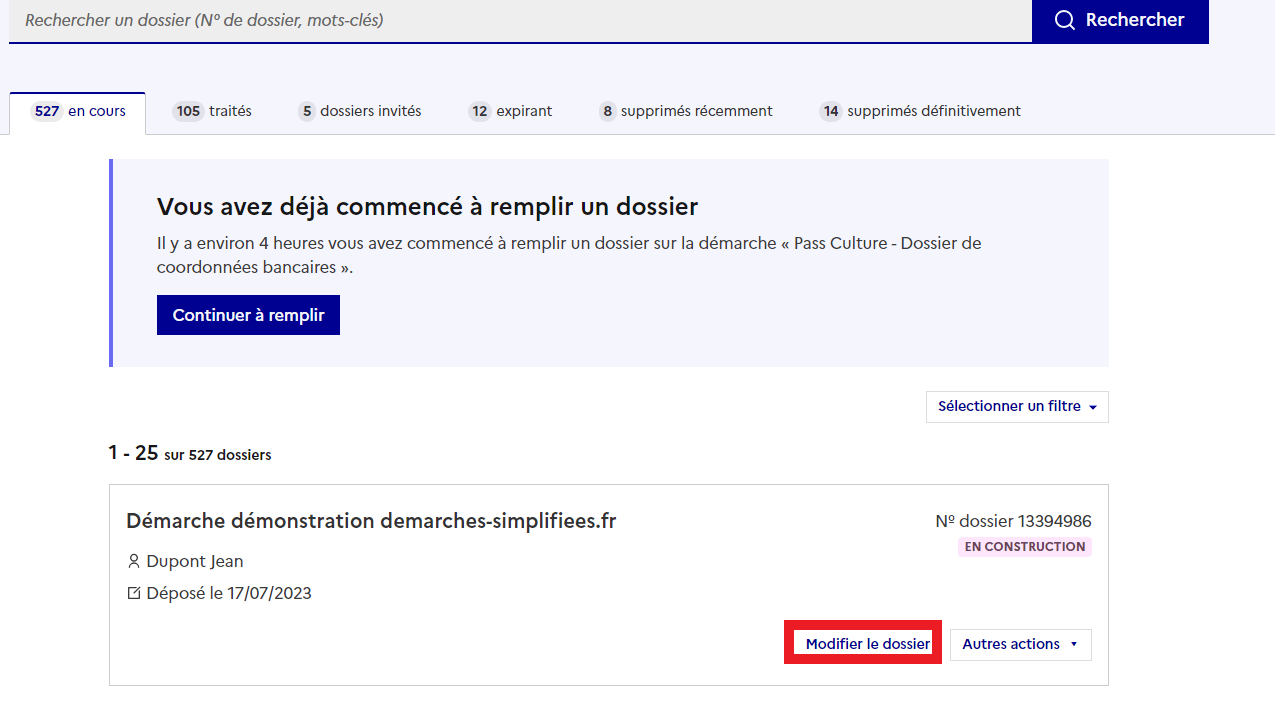 Rechercher un dossier (N° de dossier, mots-clés)
Rechercher
527 en cours
105 traités
5 dossiers invités
12 expirant
8 supprimés récemment
14 supprimés définitivement
Vous avez déjà commencé à remplir un dossier
Il y a environ 4 heures vous avez commencé à remplir un dossier sur la démarche « Pass Culture - Dossier de
coordonnées bancaires ».
Continuer à remplir
Sélectionner un filtre
1 - 25 sur 527 dossiers
Démarche démonstration demarches-simplifiees.fr
Nº dossier 13394986
EN CONSTRUCTION
Dupont Jean
Déposé le 17/07/2023
Modifier le dossier
Autres actions